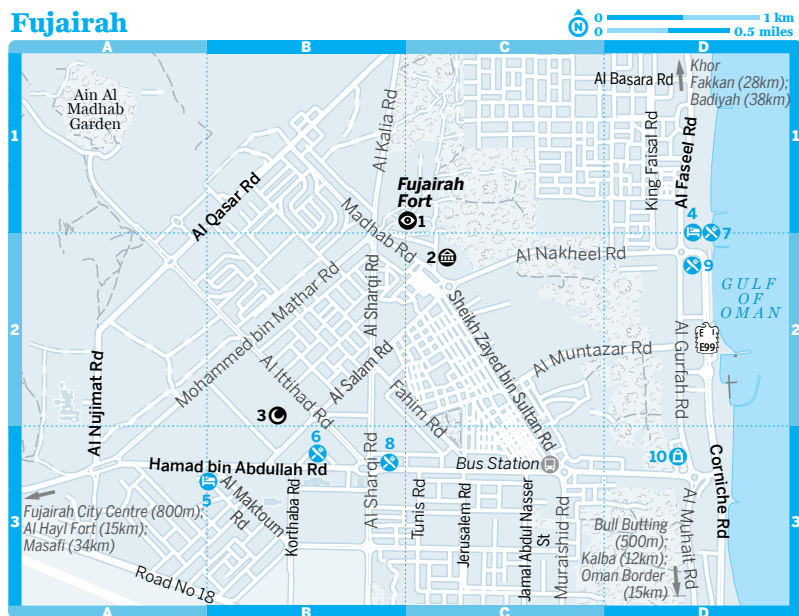 Fujairah
N
0 1 km
0 0.5 miles
A B C D
1
2
3
1
2
3
A B C D
Ain Al
Madhab
Garden
Al Kalia Rd
Al Basara Rd
Khor
Fakkan (28km);
Badiyah (38km)
King Faisal Rd
Al Faseel Rd
Al Qasar Rd
Fujairah
Fort
1
Madhab Rd
2
4
7
9
Al Nakheel Rd
GULF
OF
OMAN
Mohammed bin Mathar Rd
Al Sharqi Rd
Sheikh Zayed bin Sultan Rd
E
E99
Al Nujimat Rd
Al Ittihad Rd
Al Salam Rd
Fahim Rd
Al Muntazar Rd
Al Gurfah Rd
3
6
8
10
Hamad bin Abdullah Rd
Bus Station
Corniche Rd
5
Al Maktoum
Rd
Korthaba Rd
Al Sharqi Rd
Tunis Rd
Jerusalem Rd
Jamal Abdul Nasser
St
Muraishid Rd
Al Muhait Rd
Fujairah City Centre (800m);
Al Hayl Fort (15km);
Masafi (34km)
Bull Butting
(500m);
Kalba (12km);
Oman Border
(15km)
Road No 18